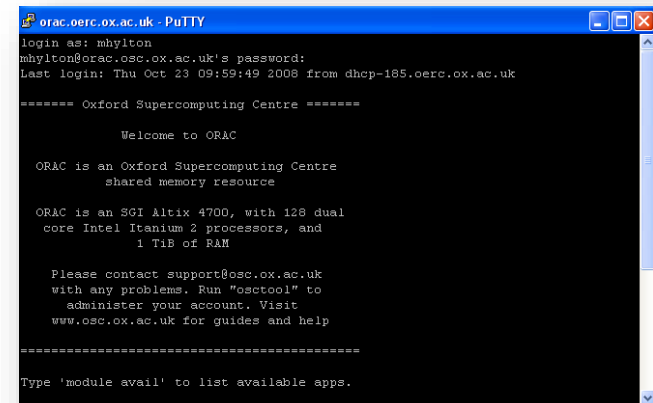 orac.oerc.ox.ac.uk - PuTTY
login as: mhylton
mhylton@orac.osc.ox.ac.uk's password:
Last login: Thu Oct 23 09:59:49 2008 from dhcp-185.oerc.ox.ac.uk
======= Oxford Supercomputing Centre =======
Welcome to ORAC
ORAC is an Oxford Supercomputing Centre
shared memory resource
ORAC is an SGI Altix 4700, with 128 dual
core Intel Itanium 2 processors, and
1 TiB of RAM
Please contact support@osc.ox.ac.uk
with any problems. Run "osctool" to
administer your account. Visit
www.osc.ox.ac.uk for guides and help
============================================
Type 'module avail' to list available apps.